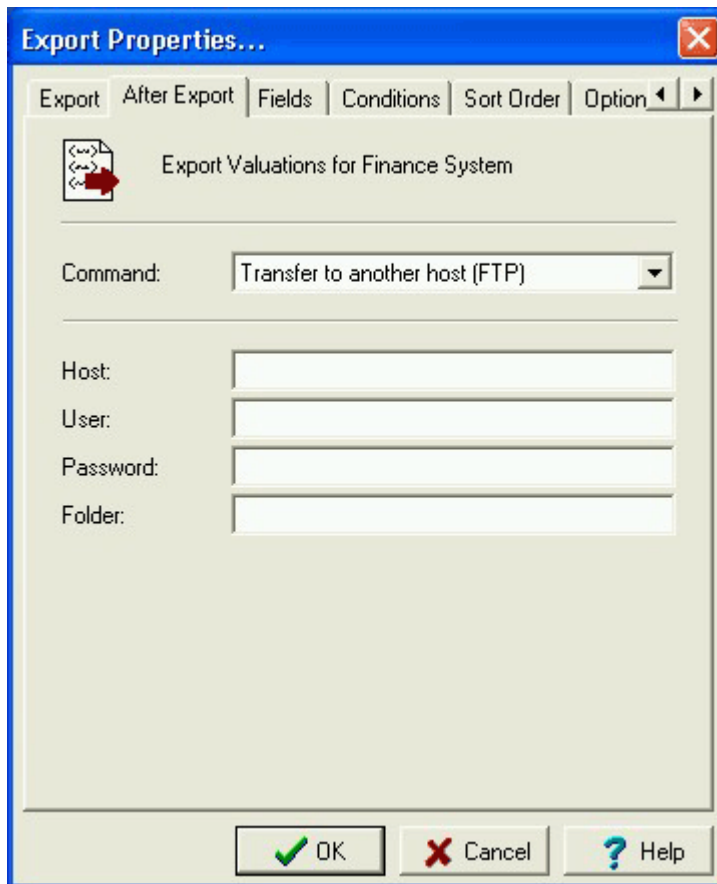 Export Properties...
Export After Export Fields Conditions Sort Order Option
Export Valuations for Finance System
Command: Transfer to another host (FTP)
Host:
User:
Password:
Folder:
OK Cancel ? Help